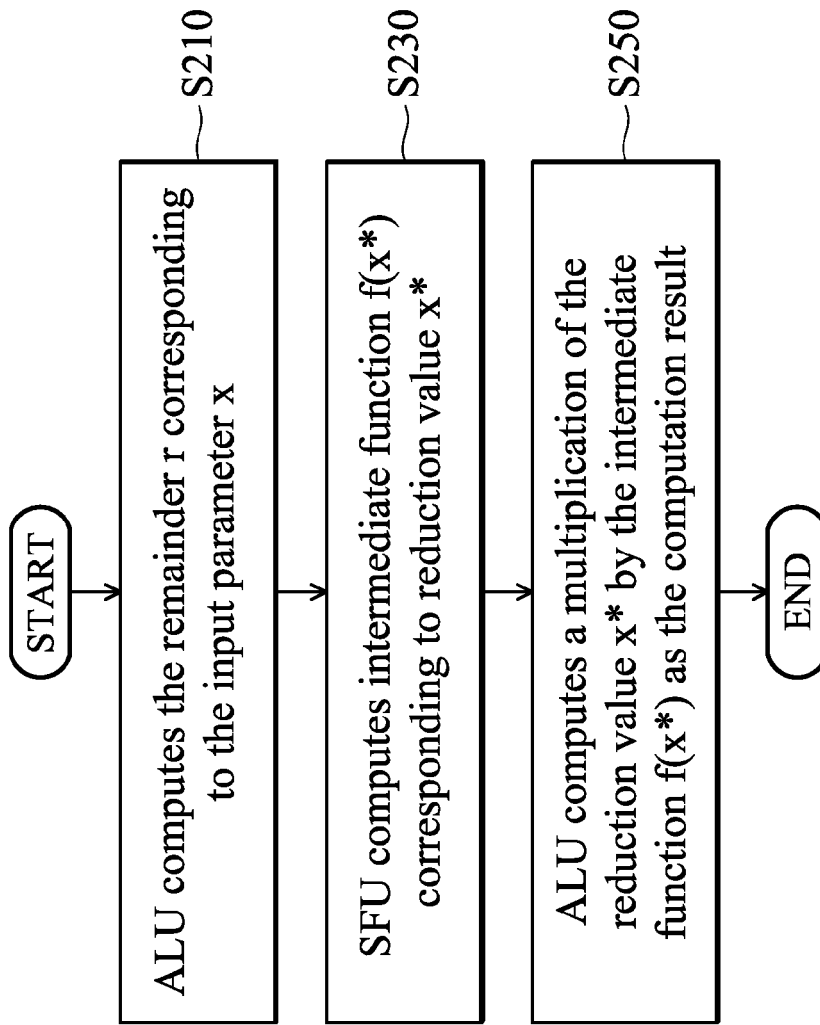 START
ALU computes the remainder r corresponding
to the input parameter x
S210
SFU computes intermediate function f(x*)
corresponding to reduction value x*
S230
ALU computes a multiplication of the
reduction value x* by the intermediate
function f(x*) as the computation result
S250
END